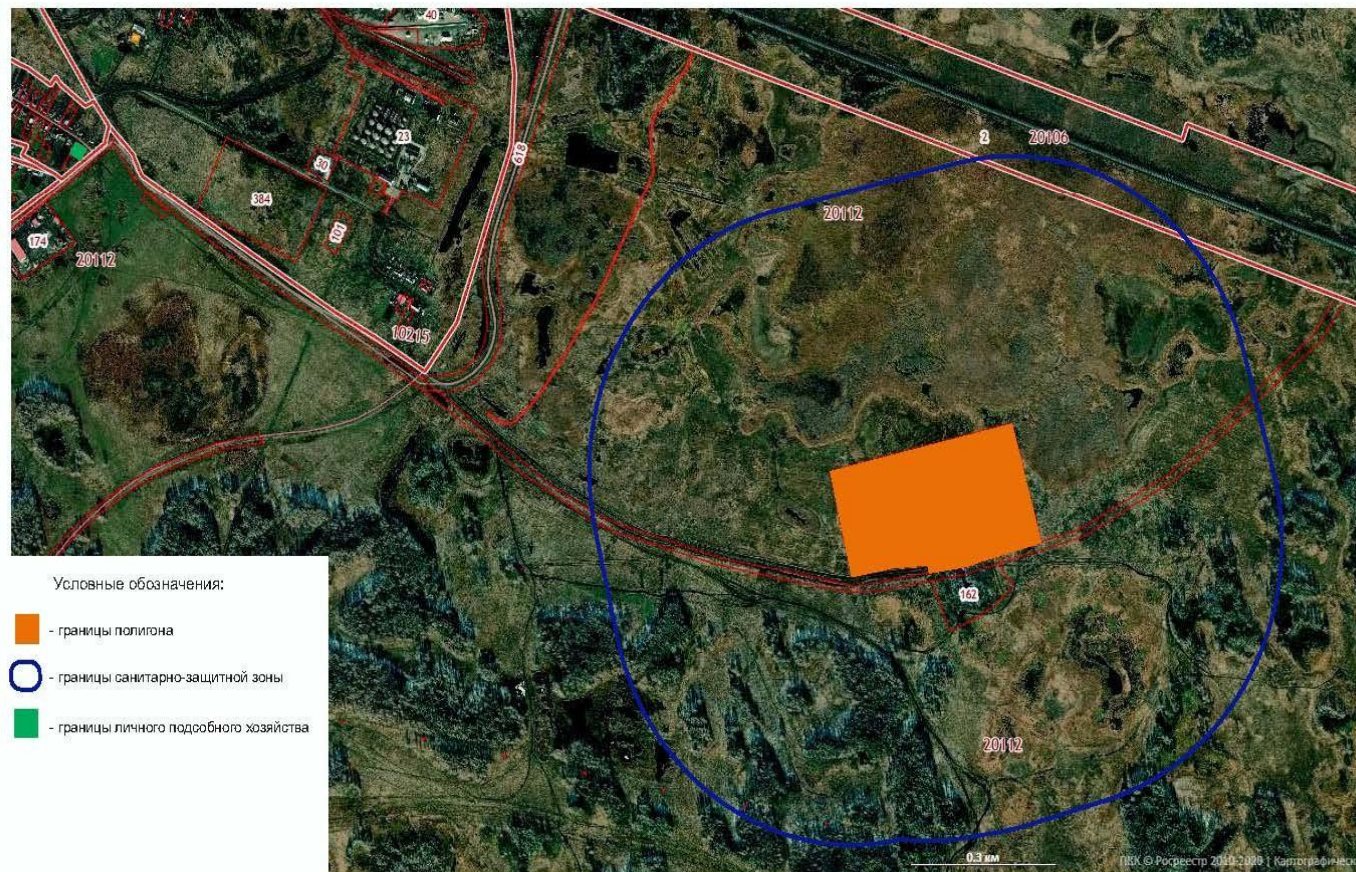 40
23
2
20106
618
30
384
20112
101
174
20112
10215
162
Условные обозначения:
- границы полигона
- границы санитарно-защитной зоны
- границы личного подсобного хозяйства
20112
0.3 км
ПКК © Росреестр 2010-2020 | Картографическ